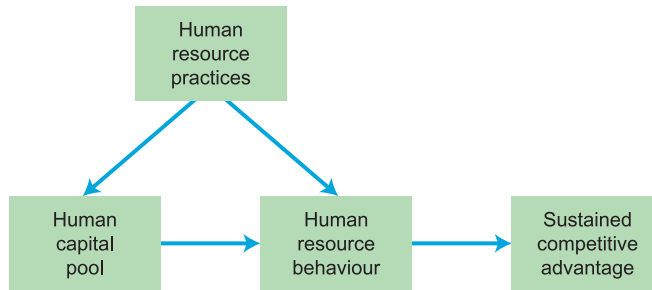 Human
resource
practices
Human
capital
pool
Human
resource
behaviour
Sustained
competitive
advantage